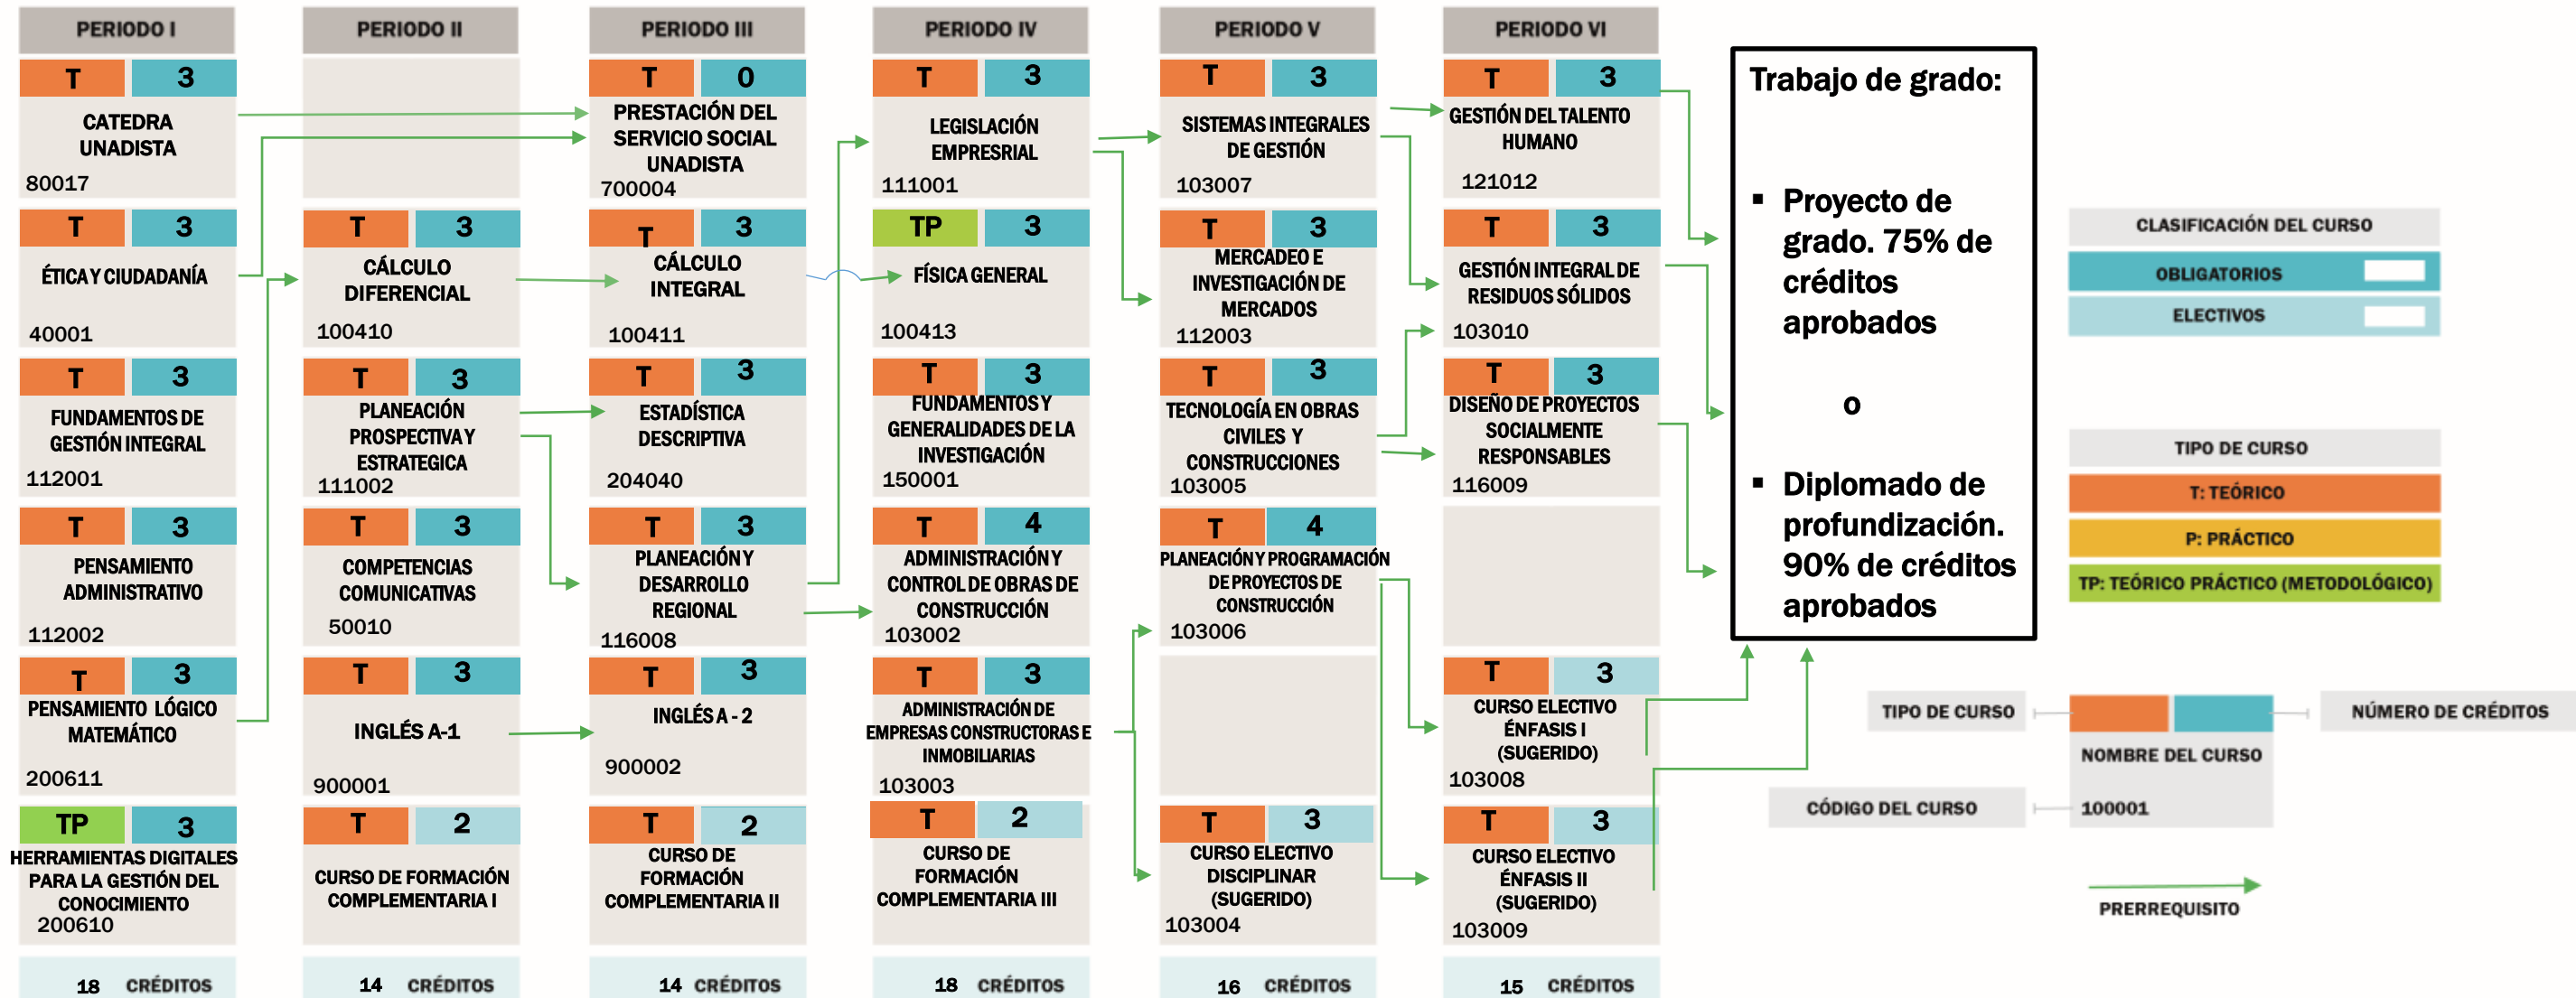 PERIODO I
T 3
CATEDRA
UNADISTA
80017
T 3
ÉTICA Y CIUDADANÍA
40001
T 3
FUNDAMENTOS DE
GESTIÓN INTEGRAL
112001
T 3
PENSAMIENTO
ADMINISTRATIVO
112002
T 3
PENSAMIENTO LÓGICO
MATEMÁTICO
200611
TP 3
HERRAMIENTAS DIGITALES
PARA LA GESTIÓN DEL
CONOCIMIENTO
200610
18 CRÉDITOS
PERIODO II
T 3
CÁLCULO
DIFERENCIAL
100410
T 3
PLANEACIÓN
PROSPECTIVA Y
ESTRATEGICA
111002
T 3
COMPETENCIAS
COMUNICATIVAS
50010
T 3
INGLÉS A-1
900001
T 2
CURSO DE FORMACIÓN
COMPLEMENTARIA I
14 CRÉDITOS
PERIODO III
T 0
PRESTACIÓN DEL
SERVICIO SOCIAL
UNADISTA
700004
T 3
CÁLCULO
INTEGRAL
100411
T 3
ESTADÍSTICA
DESCRIPTIVA
204040
T 3
PLANEACIÓN Y
DESARROLLO
REGIONAL
116008
T 3
INGLÉS A - 2
900002
T 2
CURSO DE
FORMACIÓN
COMPLEMENTARIA II
14 CRÉDITOS
PERIODO IV
T 3
LEGISLACIÓN
EMPRESRIAL
111001
TP 3
FÍSICA GENERAL
100413
T 3
FUNDAMENTOS Y
GENERALIDADES DE LA
INVESTIGACIÓN
150001
T 4
ADMINISTRACIÓN Y
CONTROL DE OBRAS DE
CONSTRUCCIÓN
103002
T 3
ADMINISTRACIÓN DE
EMPRESAS CONSTRUCTORAS E
INMOBILIARIAS
103003
T 2
CURSO DE
FORMACIÓN
COMPLEMENTARIA III
18 CRÉDITOS
PERIODO V
T 3
SISTEMAS INTEGRALES
DE GESTIÓN
103007
T 3
MERCADEO E
INVESTIGACIÓN DE
MERCADOS
112003
T 3
TECNOLOGÍA EN OBRAS
CIVILES Y
CONSTRUCCIONES
103005
T 4
PLANEACIÓN Y PROGRAMACIÓN
DE PROYECTOS DE
CONSTRUCCIÓN
103006
T 3
CURSO ELECTIVO
DISCIPLINAR
(SUGERIDO)
103004
16 CRÉDITOS
PERIODO VI
T 3
GESTIÓN DEL TALENTO
HUMANO
121012
T 3
GESTIÓN INTEGRAL DE
RESIDUOS SÓLIDOS
103010
T 3
DISEÑO DE PROYECTOS
SOCIALMENTE
RESPONSABLES
116009
T 3
CURSO ELECTIVO
ÉNFASIS I
(SUGERIDO)
103008
T 3
CURSO ELECTIVO
ÉNFASIS II
(SUGERIDO)
103009
15 CRÉDITOS
Trabajo de grado:
▪ Proyecto de
grado. 75% de
créditos
aprobados
o
▪ Diplomado de
profundización.
90% de créditos
aprobados
CLASIFICACIÓN DEL CURSO
OBLIGATORIOS
ELECTIVOS
TIPO DE CURSO
T: TEÓRICO
P: PRÁCTICO
TP: TEÓRICO PRÁCTICO (METODOLÓGICO)
TIPO DE CURSO
NÚMERO DE CRÉDITOS
NOMBRE DEL CURSO
CÓDIGO DEL CURSO
100001
PRERREQUISITO